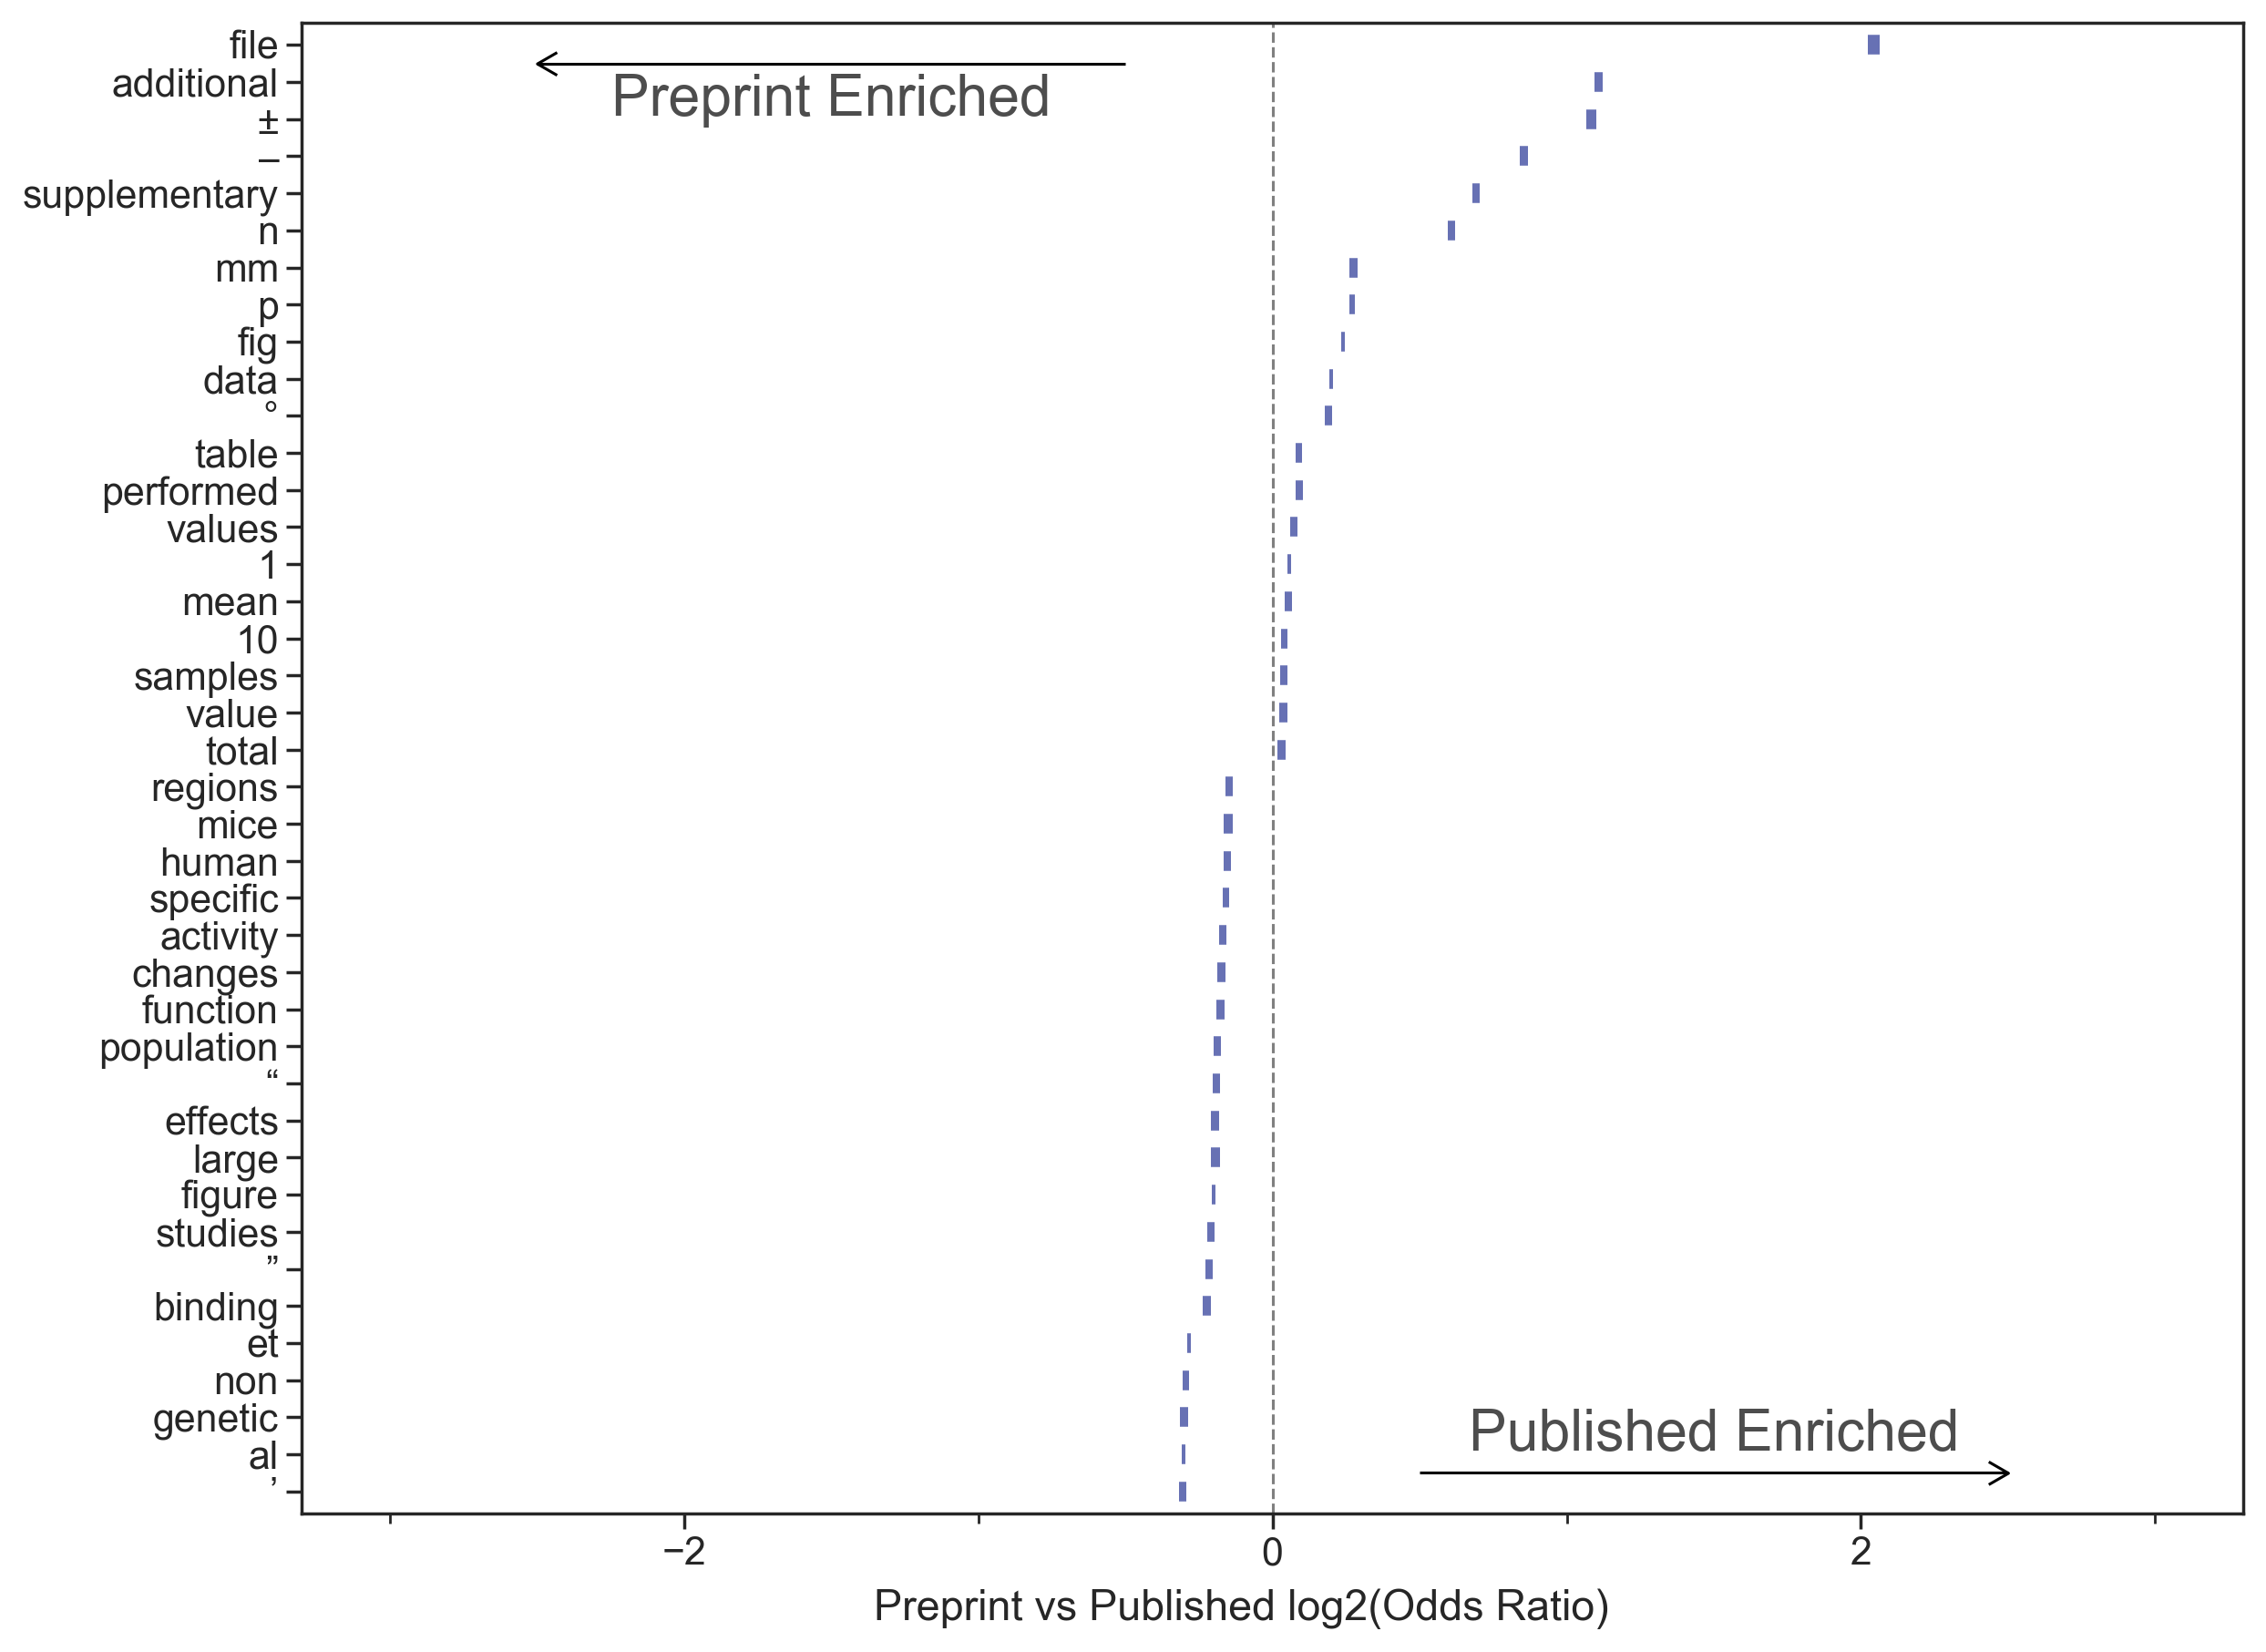 file
additional
±
–
supplementary
n
mm
p
fig
data
°
table
performed
values
1
mean
10
samples
value
total
regions
mice
human
specific
activity
changes
function
population
“
effects
large
figure
studies
”
binding
et
non
genetic
al
’
Preprint Enriched
Published Enriched
−2
0
2
Preprint vs Published log2(Odds Ratio)